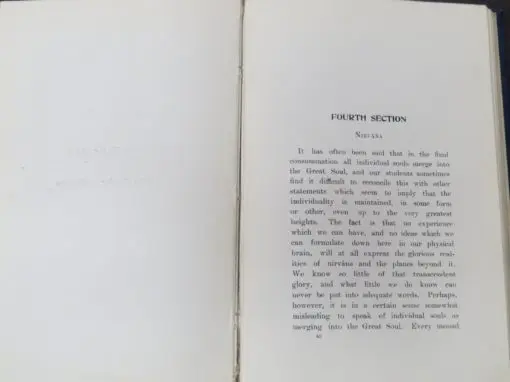 FOURTH SECTION
NIRVANA
It has often been said that in the final
consummation all individual souls merge into
the Great Soul, and our students sometimes
find it difficult to reconcile this with other
statements which seem to imply that the
individuality is maintained, in some form
or other, even up to the very greatest
heights. The fact is that no experience
which we can have, and no ideas which we
can formulate down here in our physical
brain, will at all express the glorious real-
ities of nirvâna and the planes beyond it.
We know so little of that transcendent
glory, and what little we do know can
never be put into adequate words. Perhaps,
however, it is in a certain sense somewhat
misleading to speak of individual souls as
merging into the Great Soul. Every monad